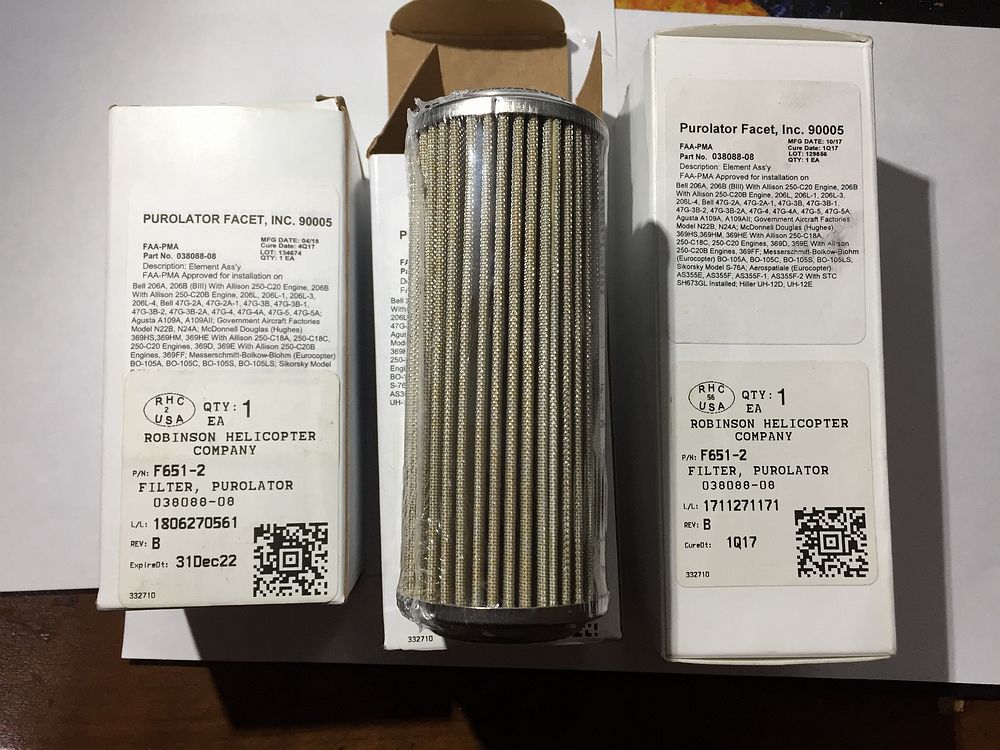 PUROLATOR FACET, INC. 90005
FAA-PMA
Part No. 038088-08
MFG DATE: 04/18
Cure Date: 4Q17
LOT: 134674
QTY: 1 EA
Description: Element Ass'y
FAA-PMA Approved for installation on
Bell 206A, 206B (BIII) With Allison 250-C20 Engine, 206B
With Allison 250-C20B Engine, 206L, 206L-1, 206L-3,
206L-4, Bell 47G-2A, 47G-2A-1, 47G-3B, 47G-3B-1,
47G-3B-2, 47G-3B-2A, 47G-4, 47G-4A, 47G-5, 47G-5A;
Agusta A109A, A109AII; Government Aircraft Factories
Model N22B, N24A; McDonnell Douglas (Hughes)
369HS,369HM, 369HE With Allison 250-C18A, 250-C18C,
250-C20 Engines, 369D, 369E With Allison 250-C20B
Engines, 369FF; Messerschmitt-Bolkow-Blohm (Eurocopter)
BO-105A, BO-105C, BO-105S, BO-105LS; Sikorsky Model
RHC
2
USA
QTY: 1
EA
ROBINSON HELICOPTER
COMPANY
P/N: F651-2
FILTER, PUROLATOR
038088-08
L/L: 1806270561
REV: B
ExpireDt: 31Dec22
332710
332710
Purolator Facet, Inc. 90005
FAA-PMA
Part No. 038088-08
MFG DATE: 10/17
Cure Date: 1Q17
LOT: 129856
QTY: 1 EA
Description: Element Ass'y
FAA-PMA Approved for installation on
Bell 206A, 206B (BIII) With Allison 250-C20 Engine, 206B
With Allison 250-C20B Engine, 206L, 206L-1, 206L-3,
206L-4, Bell 47G-2A, 47G-2A-1, 47G-3B, 47G-3B-1,
47G-3B-2, 47G-3B-2A, 47G-4, 47G-4A, 47G-5, 47G-5A;
Agusta A109A, A109AII; Government Aircraft Factories
Model N22B, N24A; McDonnell Douglas (Hughes)
369HS,369HM, 369HE With Allison 250-C18A,
250-C18C, 250-C20 Engines, 369D, 369E With Allison
250-C20B Engines, 369FF; Messerschmitt-Bolkow-Blohm
(Eurocopter) BO-105A, BO-105C, BO-105S, BO-105LS;
Sikorsky Model S-76A; Aerospatiale (Eurocopter)
AS355E, AS355F, AS355F-1, AS355F-2 With STC
SH673GL Installed; Hiller UH-12D, UH-12E
RHC
56
USA
QTY: 1
EA
ROBINSON HELICOPTER
COMPANY
P/N: F651-2
FILTER, PUROLATOR
038088-08
L/L: 1711271171
REV: B
CureDt: 1Q17
332710